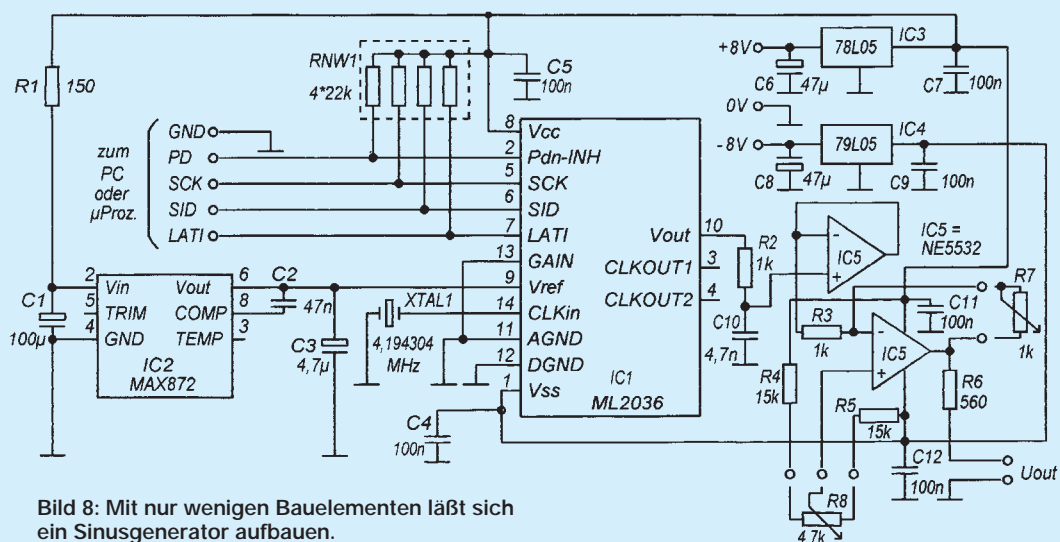 R1
150
RNW1
4*22k
C5
100n
+8V
78L05
IC3
C6
47µ
C7
100n
0V
-8V
79L05
IC4
C8
47µ
C9
100n
zum
PC
oder
µProz.
GND
PD
SCK
SID
LATI
8 Vcc
2 Pdn-INH
5 SCK
6 SID
7 LATI
13 GAIN
9 Vref
14 CLKin
11 AGND
12 DGND
1 Vss
Vout 10
CLKOUT1 3
CLKOUT2 4
IC1
ML2036
2 Vin
5 TRIM
4 GND
Vout 6
COMP 8
TEMP 3
IC2
MAX872
C1
100µ
C2
47n
C3
4,7µ
XTAL1
4,194304
MHz
C4
100n
R2
1k
C10
4,7n
-
+
IC5
IC5 =
NE5532
R3
1k
C11
100n
-
+
IC5
R7
1k
R4
15k
R5
15k
R6
560
C12
100n
Uout
R8
4,7k
Bild 8: Mit nur wenigen Bauelementen läßt sich
ein Sinusgenerator aufbauen.